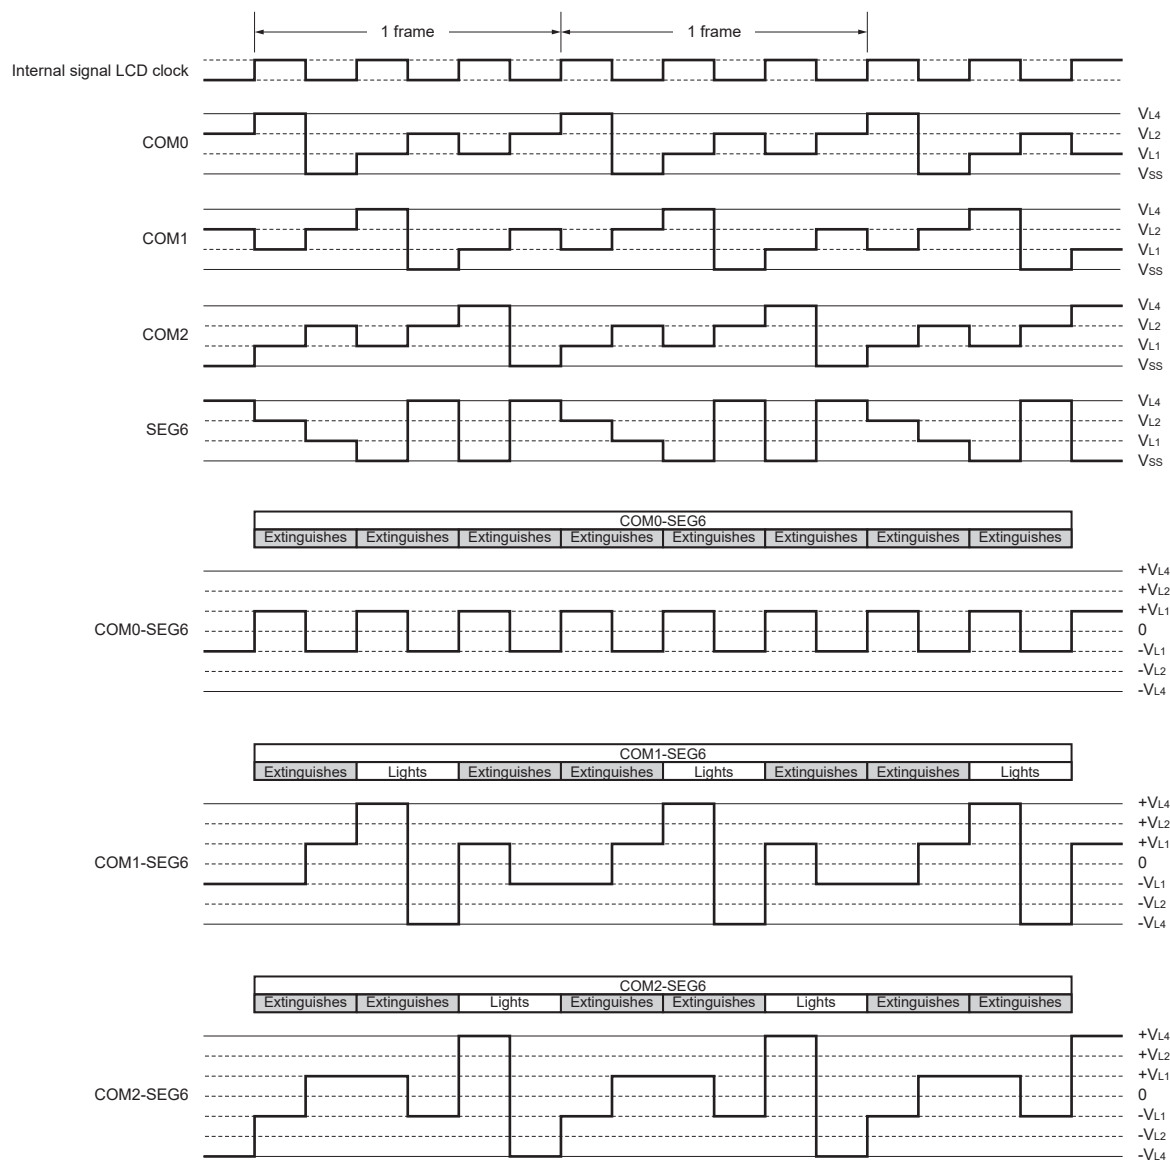 1 frame 1 frame
Internal signal LCD clock
COM0
VL4
VL2
VL1
VSS
COM1
VL4
VL2
VL1
VSS
COM2
VL4
VL2
VL1
VSS
SEG6
VL4
VL2
VL1
VSS
COM0-SEG6
Extinguishes Extinguishes Extinguishes Extinguishes Extinguishes Extinguishes Extinguishes Extinguishes
COM0-SEG6
+VL4
+VL2
+VL1
0
-VL1
-VL2
-VL4
COM1-SEG6
Extinguishes Lights Extinguishes Extinguishes Lights Extinguishes Extinguishes Lights
COM1-SEG6
+VL4
+VL2
+VL1
0
-VL1
-VL2
-VL4
COM2-SEG6
Extinguishes Extinguishes Lights Extinguishes Extinguishes Lights Extinguishes Extinguishes
COM2-SEG6
+VL4
+VL2
+VL1
0
-VL1
-VL2
-VL4